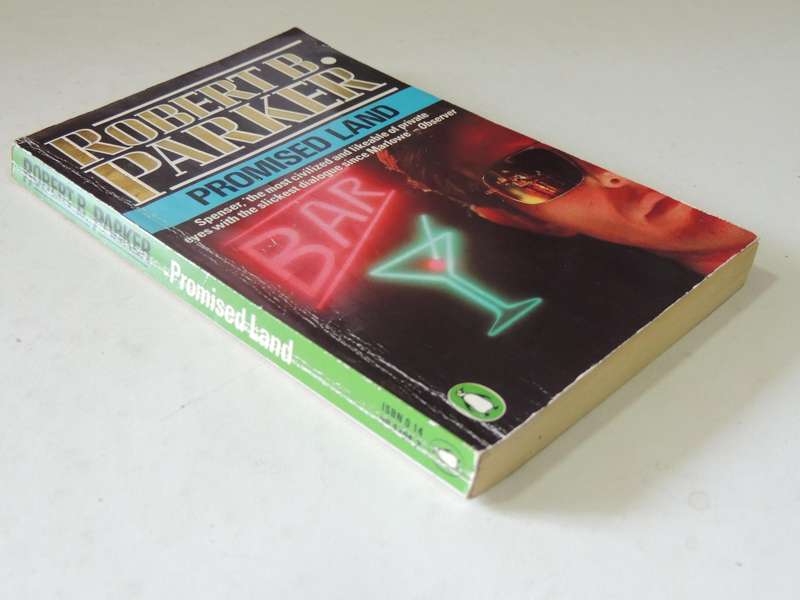 ROBERT B.
PARKER
PROMISED LAND
Spenser, 'the most civilized and likeable of private
eyes with the slickest dialogue since Marlowe' – Observer
BAR
ROBERT B. PARKER
Promised Land
ISBN 0 14